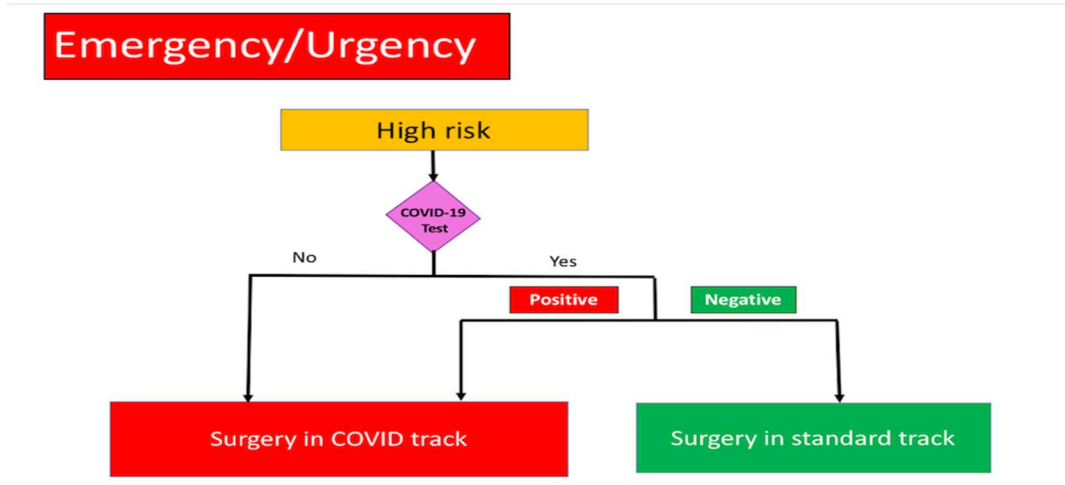 Emergency/Urgency
High risk
COVID-19
Test
No
Yes
Positive
Negative
Surgery in COVID track
Surgery in standard track